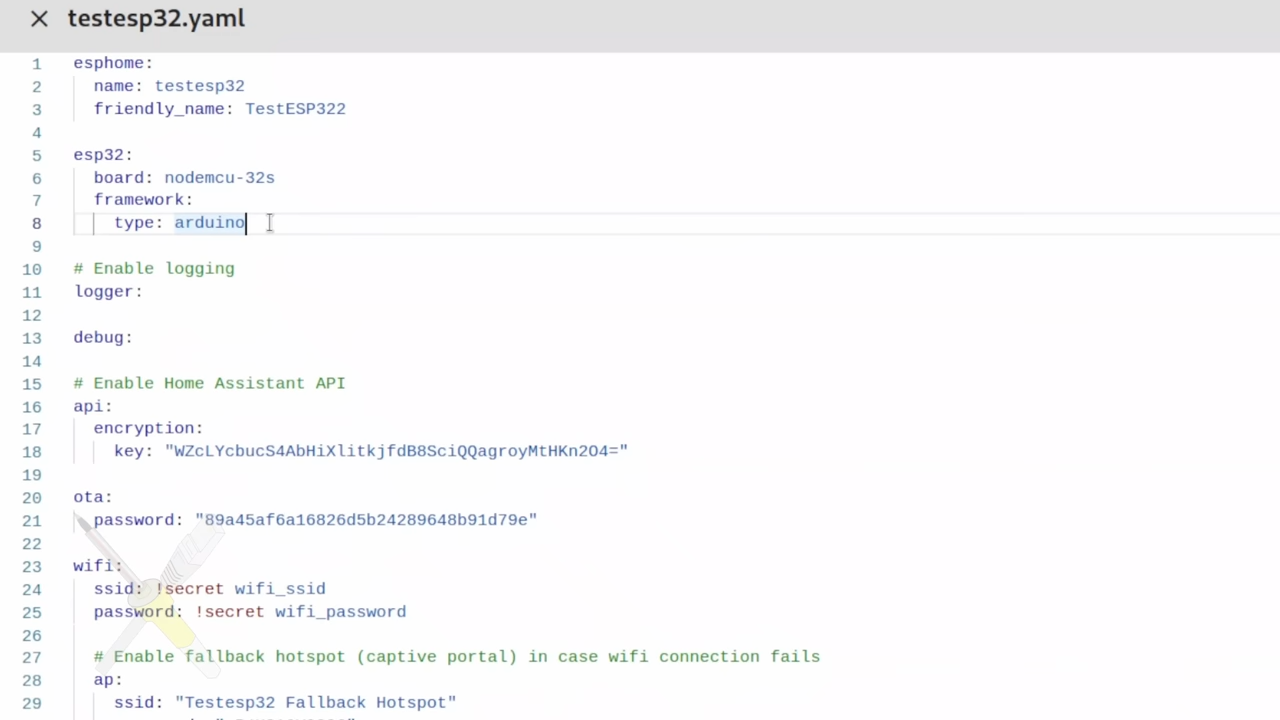 × testesp32.yaml
1 esphome:
2 name: testesp32
3 friendly_name: TestESP322
4
5 esp32:
6 board: nodemcu-32s
7 framework:
8 type: arduino
9
10 # Enable logging
11 logger:
12
13 debug:
14
15 # Enable Home Assistant API
16 api:
17 encryption:
18 key: "WZcLYcbucS4AbHiXlitkjfdB8SciQQagroyMtHKn2O4="
19
20 ota:
21 password: "89a45af6a16826d5b24289648b91d79e"
22
23 wifi:
24 ssid: !secret wifi_ssid
25 password: !secret wifi_password
26
27 # Enable fallback hotspot (captive portal) in case wifi connection fails
28 ap:
29 ssid: "Testesp32 Fallback Hotspot"